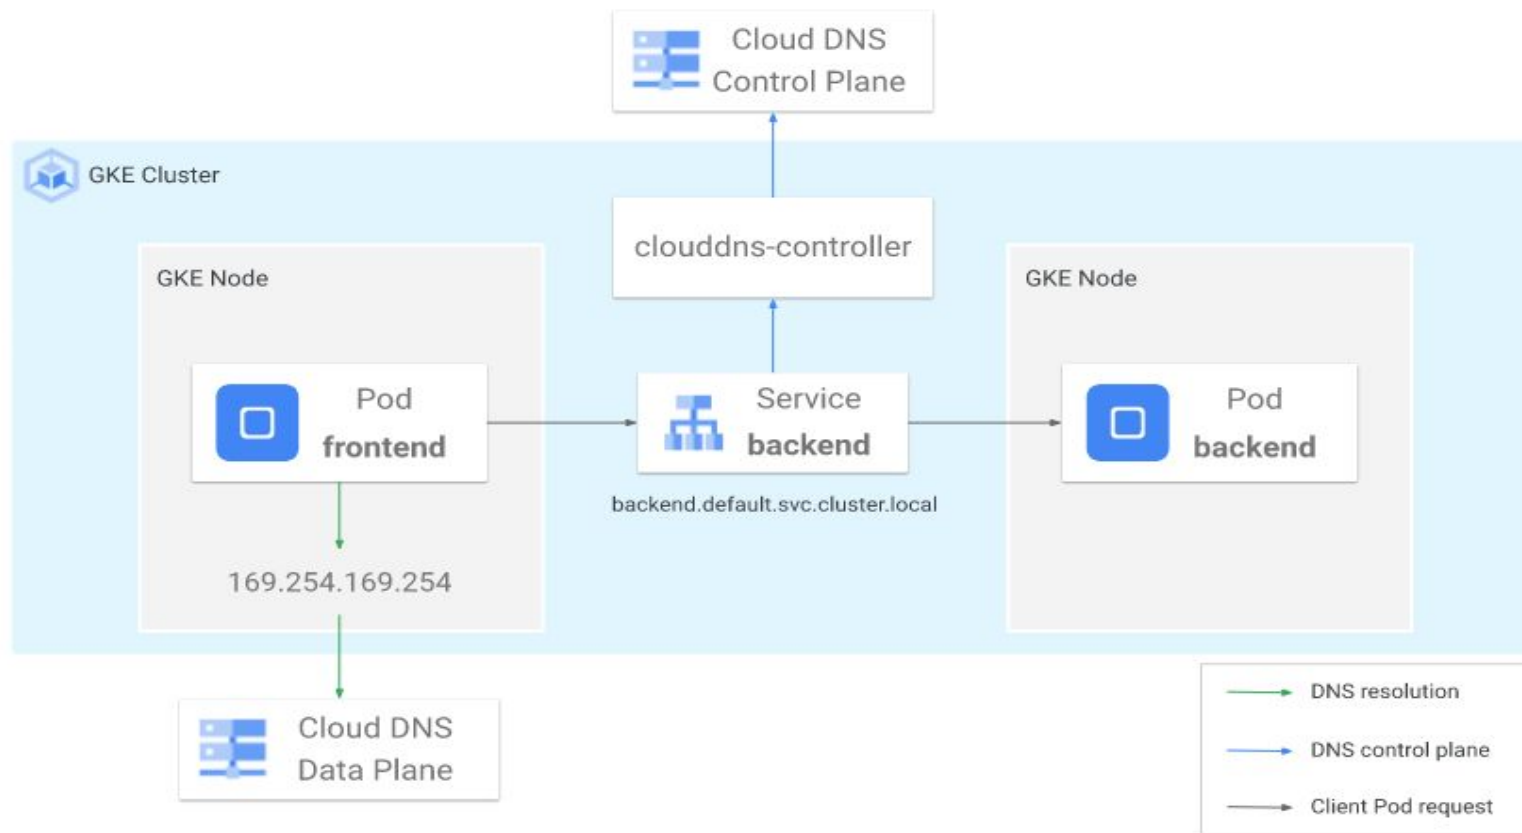 Cloud DNS
Control Plane
GKE Cluster
clouddns-controller
GKE Node
GKE Node
Pod
frontend
Service
backend
Pod
backend
backend.default.svc.cluster.local
169.254.169.254
Cloud DNS
Data Plane
DNS resolution
DNS control plane
Client Pod request